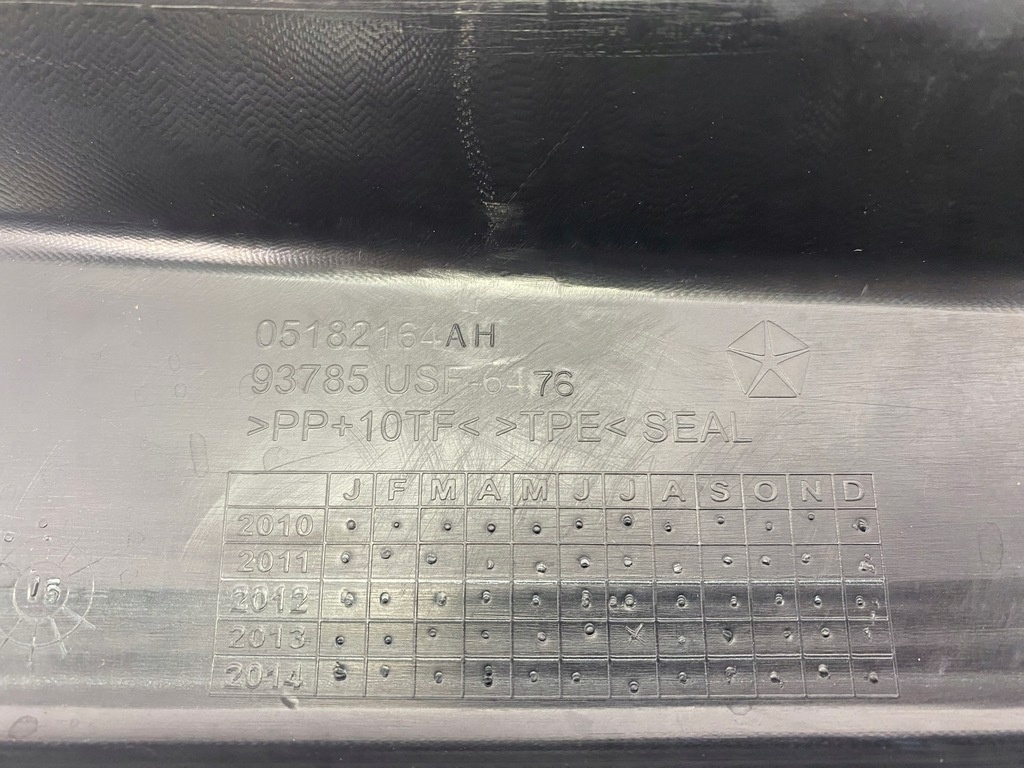 05182164AH
93785 USF-6476
>PP+10TF< >TPE< SEAL
J F M A M J J A S O N D
2010
2011
2012
2013
2014